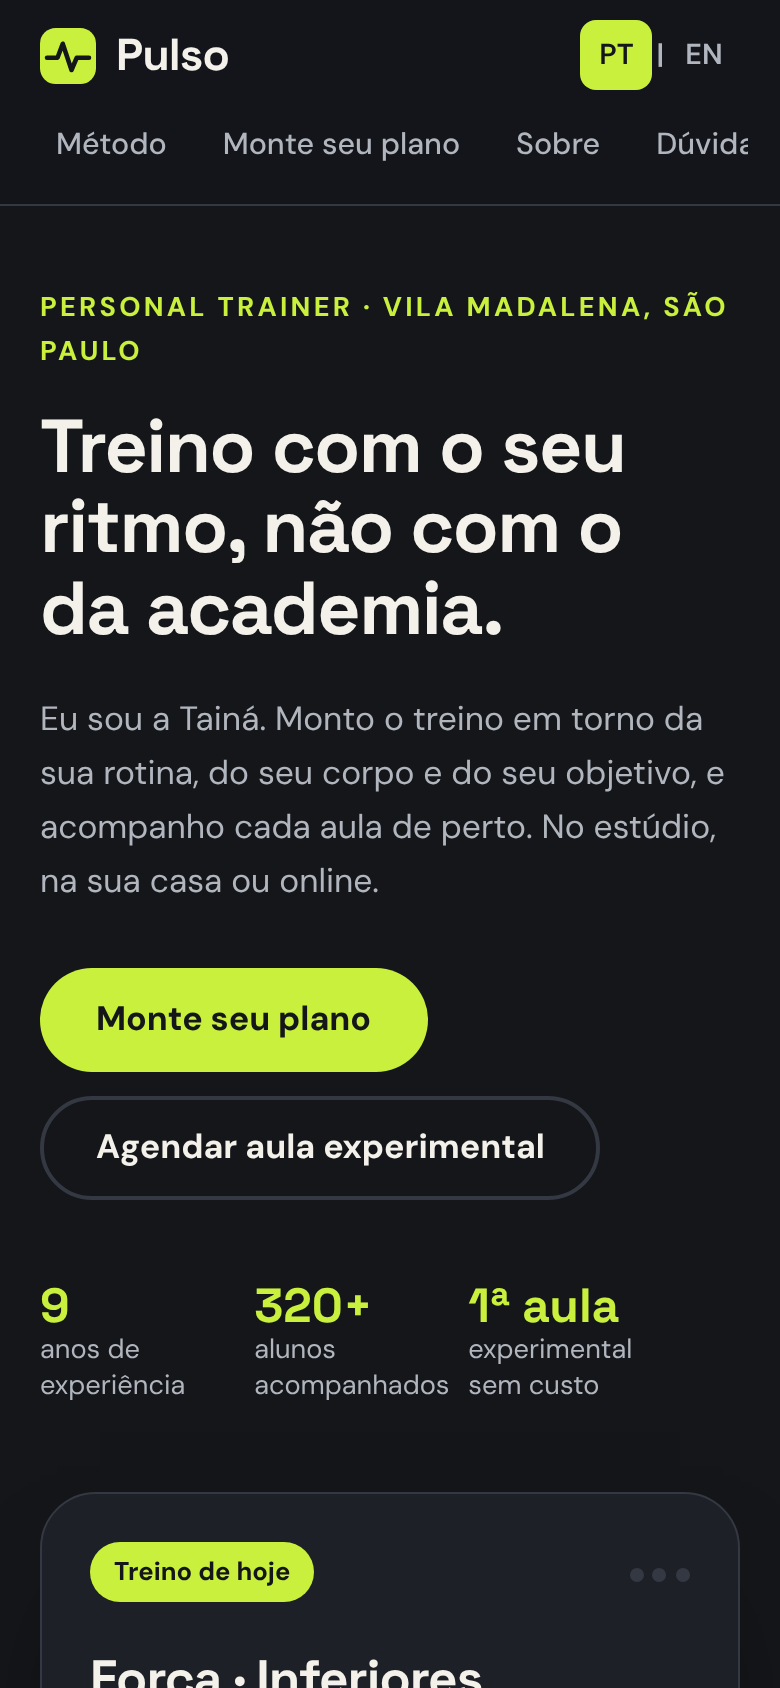 Pulso
PT | EN
Método Monte seu plano Sobre
PERSONAL TRAINER · VILA MADALENA, SÃO
PAULO
Treino com o seu
ritmo, não com o
da academia.
Eu sou a Tainá. Monto o treino em torno da
sua rotina, do seu corpo e do seu objetivo, e
acompanho cada aula de perto. No estúdio,
na sua casa ou online.
Monte seu plano
Agendar aula experimental
9
anos de
experiência
320+
alunos
acompanhados
1ª aula
experimental
sem custo
Treino de hoje
Força · Inferiores